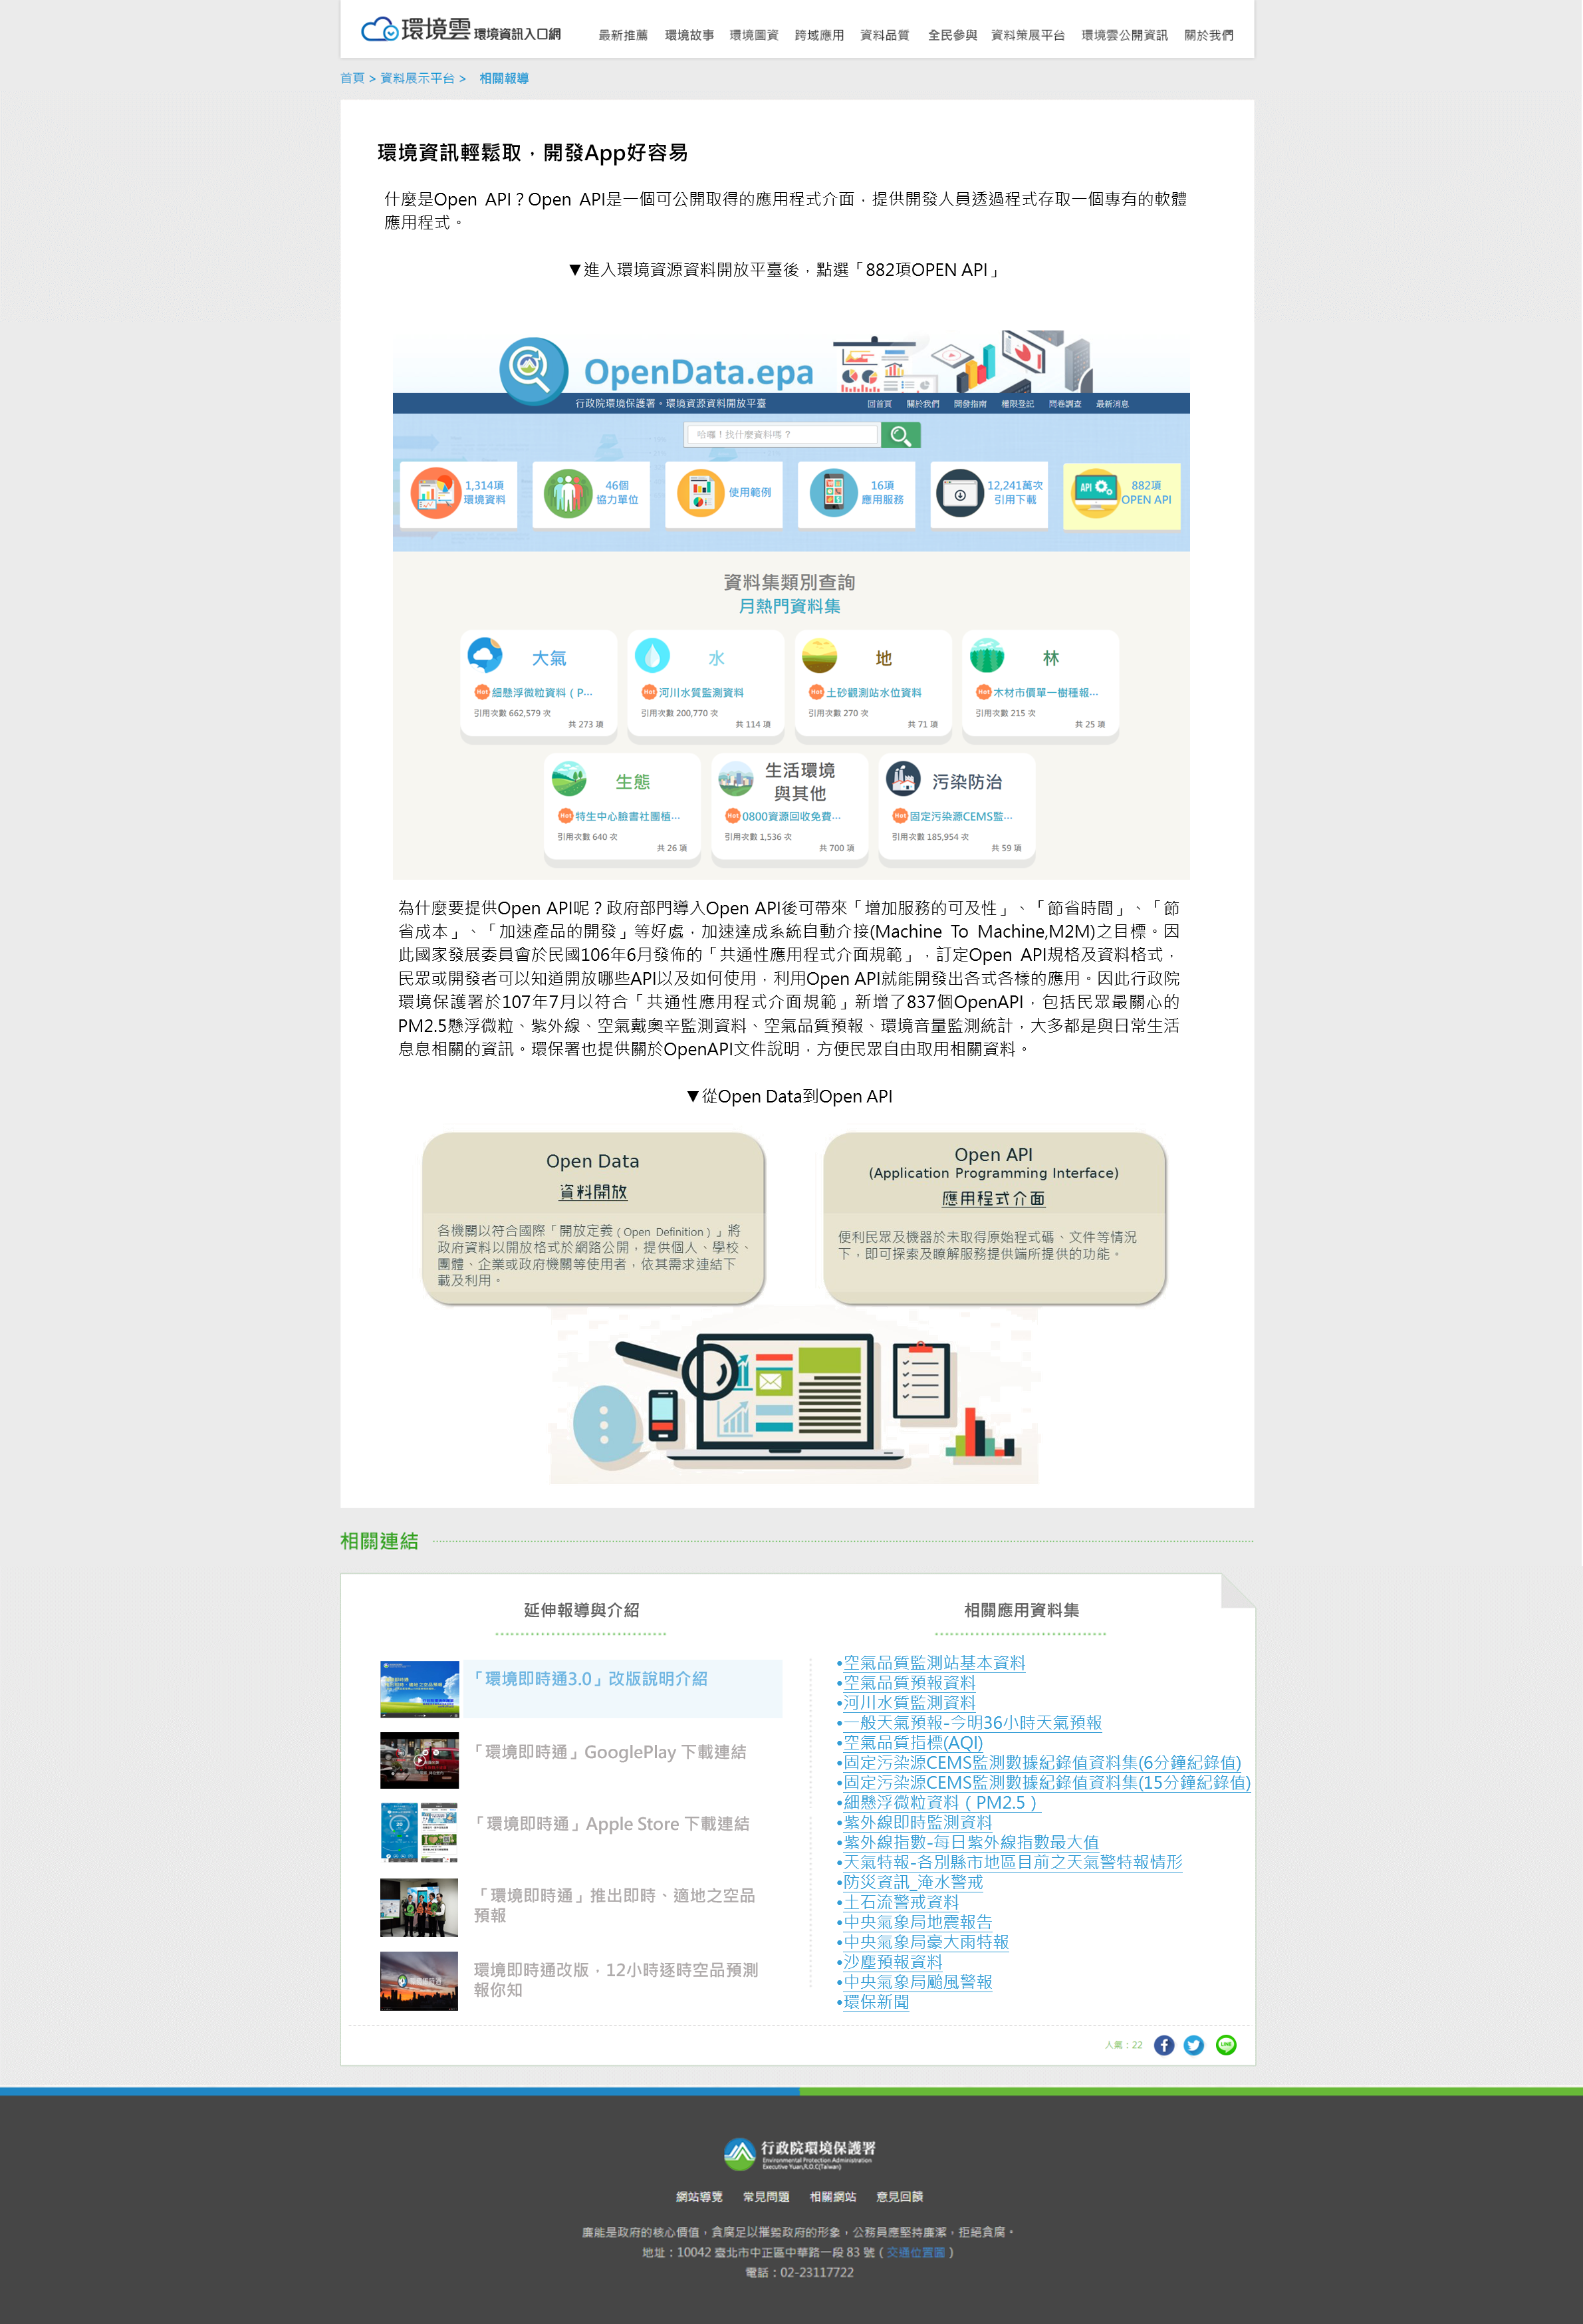 環境雲 環境資訊入口網
最新推薦 環境故事 環境圖資 跨域應用 資料品質 全民參與 資料策展平台 環境雲公開資訊 關於我們
首頁 > 資料展示平台 > 相關報導
環境資訊輕鬆取，開發App好容易
什麼是Open API？Open API是一個可公開取得的應用程式介面，提供開發人員透過程式存取一個專有的軟體
應用程式。
▼進入環境資源資料開放平臺後，點選「882項OPEN API」
OpenData.epa
行政院環境保護署。環境資源資料開放平臺
回首頁 關於我們 開發指南 權限登記 問卷調查 最新消息
哈囉！找什麼資料嗎？
1,314項
環境資料
46個
協力單位
使用範例
16項
應用服務
12,241萬次
引用下載
API
882項
OPEN API
資料集類別查詢
月熱門資料集
大氣
Hot 細懸浮微粒資料（P...
引用次數 662,579 次
共 273 項
水
Hot 河川水質監測資料
引用次數 200,770 次
共 114 項
地
Hot 土砂觀測站水位資料
引用次數 270 次
共 71 項
林
Hot 木材市價單一樹種報...
引用次數 215 次
共 25 項
生態
Hot 特生中心臉書社團植...
引用次數 640 次
共 26 項
生活環境
與其他
Hot 0800資源回收免費...
引用次數 1,536 次
共 700 項
污染防治
Hot 固定污染源CEMS監...
引用次數 185,954 次
共 59 項
為什麼要提供Open API呢？政府部門導入Open API後可帶來「增加服務的可及性」、「節省時間」、「節
省成本」、「加速產品的開發」等好處，加速達成系統自動介接(Machine To Machine,M2M)之目標。因
此國家發展委員會於民國106年6月發佈的「共通性應用程式介面規範」，訂定Open API規格及資料格式，
民眾或開發者可以知道開放哪些API以及如何使用，利用Open API就能開發出各式各樣的應用。因此行政院
環境保護署於107年7月以符合「共通性應用程式介面規範」新增了837個OpenAPI，包括民眾最關心的
PM2.5懸浮微粒、紫外線、空氣戴奧辛監測資料、空氣品質預報、環境音量監測統計，大多都是與日常生活
息息相關的資訊。環保署也提供關於OpenAPI文件說明，方便民眾自由取用相關資料。
▼從Open Data到Open API
Open Data
資料開放
各機關以符合國際「開放定義（Open Definition）」將
政府資料以開放格式於網路公開，提供個人、學校、
團體、企業或政府機關等使用者，依其需求連結下
載及利用。
Open API
(Application Programming Interface)
應用程式介面
便利民眾及機器於未取得原始程式碼、文件等情況
下，即可探索及瞭解服務提供端所提供的功能。
相關連結
延伸報導與介紹
「環境即時通3.0」改版說明介紹
「環境即時通」GooglePlay 下載連結
「環境即時通」Apple Store 下載連結
「環境即時通」推出即時、適地之空品
預報
環境即時通改版，12小時逐時空品預測
報你知
相關應用資料集
•空氣品質監測站基本資料
•空氣品質預報資料
•河川水質監測資料
•一般天氣預報-今明36小時天氣預報
•空氣品質指標(AQI)
•固定污染源CEMS監測數據紀錄值資料集(6分鐘紀錄值)
•固定污染源CEMS監測數據紀錄值資料集(15分鐘紀錄值)
•細懸浮微粒資料（PM2.5）
•紫外線即時監測資料
•紫外線指數-每日紫外線指數最大值
•天氣特報-各別縣市地區目前之天氣警特報情形
•防災資訊_淹水警戒
•土石流警戒資料
•中央氣象局地震報告
•中央氣象局豪大雨特報
•沙塵預報資料
•中央氣象局颱風警報
•環保新聞
人氣：22
LINE
行政院環境保護署
Environmental Protection Administration
Executive Yuan,R.O.C(Taiwan)
網站導覽 常見問題 相關網站 意見回饋
廉能是政府的核心價值，貪腐足以摧毀政府的形象，公務員應堅持廉潔，拒絕貪腐。
地址：10042 臺北市中正區中華路一段 83 號（交通位置圖）
電話：02-23117722